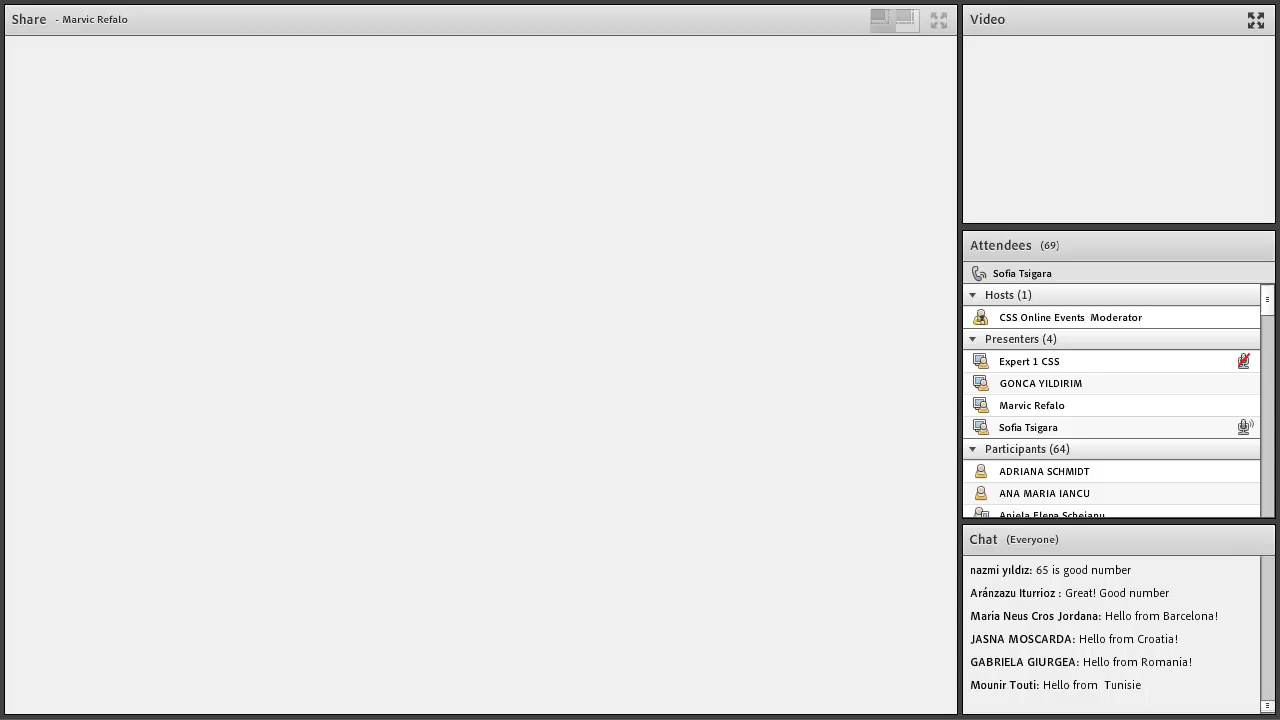 Share - Marvic Refalo
Video
Attendees (69)
Sofia Tsigara
Hosts (1)
CSS Online Events Moderator
Presenters (4)
Expert 1 CSS
GONCA YILDIRIM
Marvic Refalo
Sofia Tsigara
Participants (64)
ADRIANA SCHMIDT
ANA MARIA IANCU
Aniela Elena Scheianu
Chat (Everyone)
nazmi yıldız: 65 is good number
Aránzazu Iturrioz : Great! Good number
Maria Neus Cros Jordana: Hello from Barcelona!
JASNA MOSCARDA: Hello from Croatia!
GABRIELA GIURGEA: Hello from Romania!
Mounir Touti: Hello from Tunisie